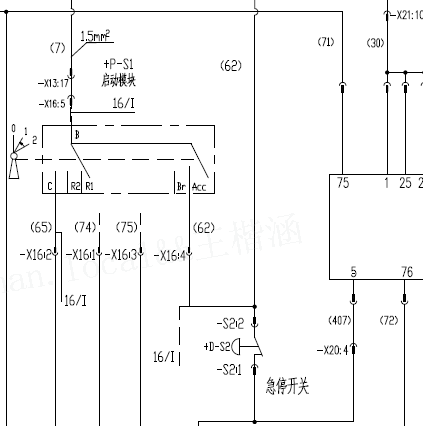 -X21:10
1.5mm²
(7)
(71)
(30)
+P-S1
启动模块
(62)
-X13:17
-X16:5
16/I
0
1
2
B
C
R2
R1
Br
Acc
75
1
25
2
(65)
(74)
(75)
(62)
-X16:2
-X16:1
-X16:3
-X16:4
王楷涵
16/I
5
76
-S2:2
(407)
(72)
+D-S2
16/I
-X20:4
-S2:1
急停开关